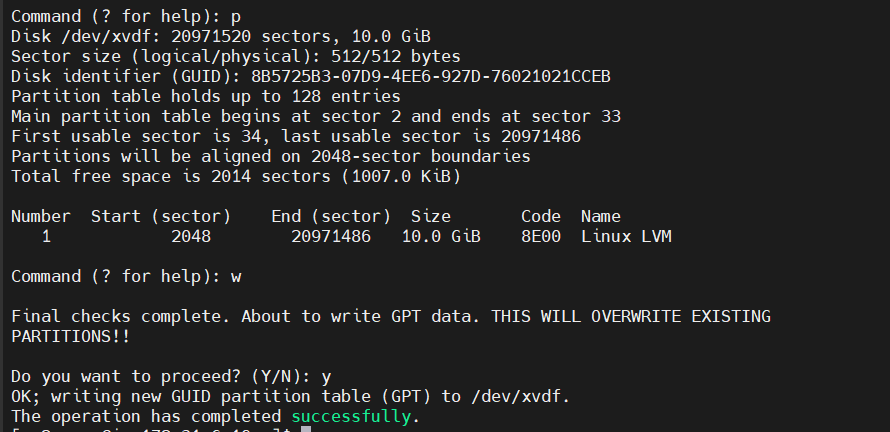 Command (? for help): p
Disk /dev/xvdf: 20971520 sectors, 10.0 GiB
Sector size (logical/physical): 512/512 bytes
Disk identifier (GUID): 8B5725B3-07D9-4EE6-927D-76021021CCEB
Partition table holds up to 128 entries
Main partition table begins at sector 2 and ends at sector 33
First usable sector is 34, last usable sector is 20971486
Partitions will be aligned on 2048-sector boundaries
Total free space is 2014 sectors (1007.0 KiB)
Number  Start (sector)    End (sector)  Size       Code  Name
   1            2048        20971486   10.0 GiB    8E00  Linux LVM
Command (? for help): w
Final checks complete. About to write GPT data. THIS WILL OVERWRITE EXISTING
PARTITIONS!!
Do you want to proceed? (Y/N): y
OK; writing new GUID partition table (GPT) to /dev/xvdf.
The operation has completed successfully.